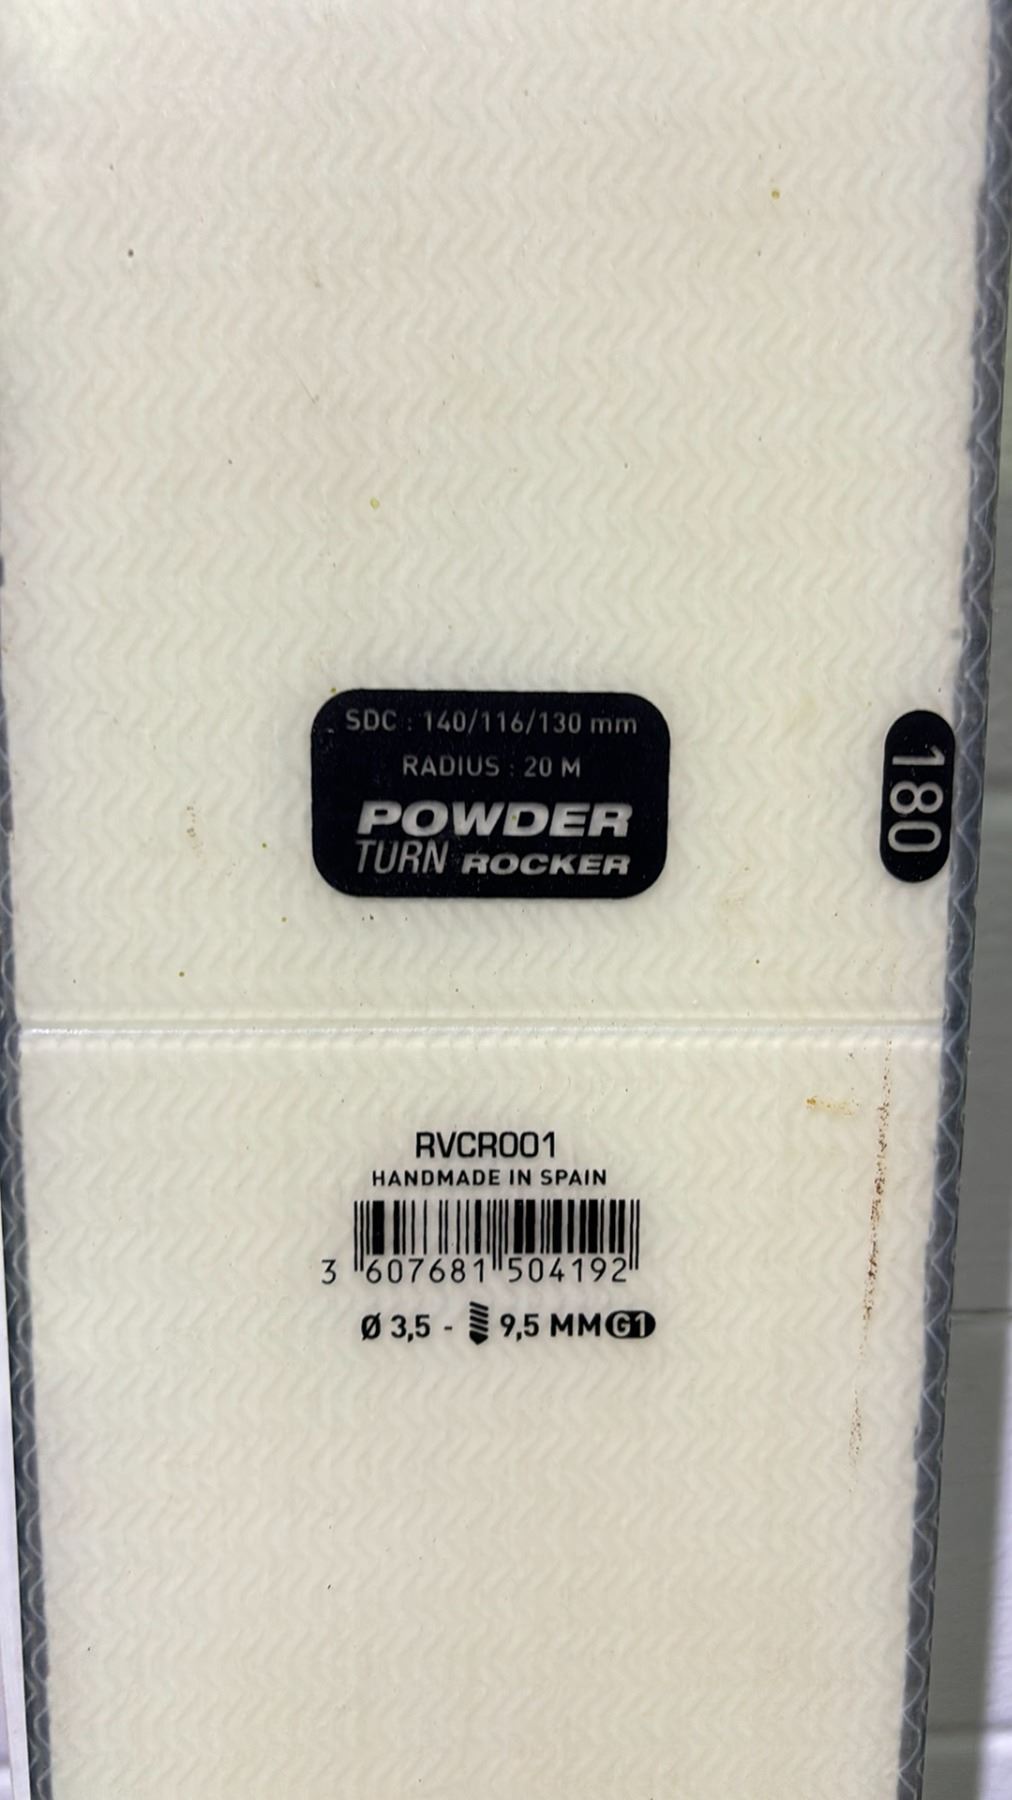 SDC : 140/116/130 mm
RADIUS : 20 M
POWDER
TURN ROCKER
180
RVCR001
HANDMADE IN SPAIN
3 607681 504192
Ø 3,5 - 9,5 MM G1